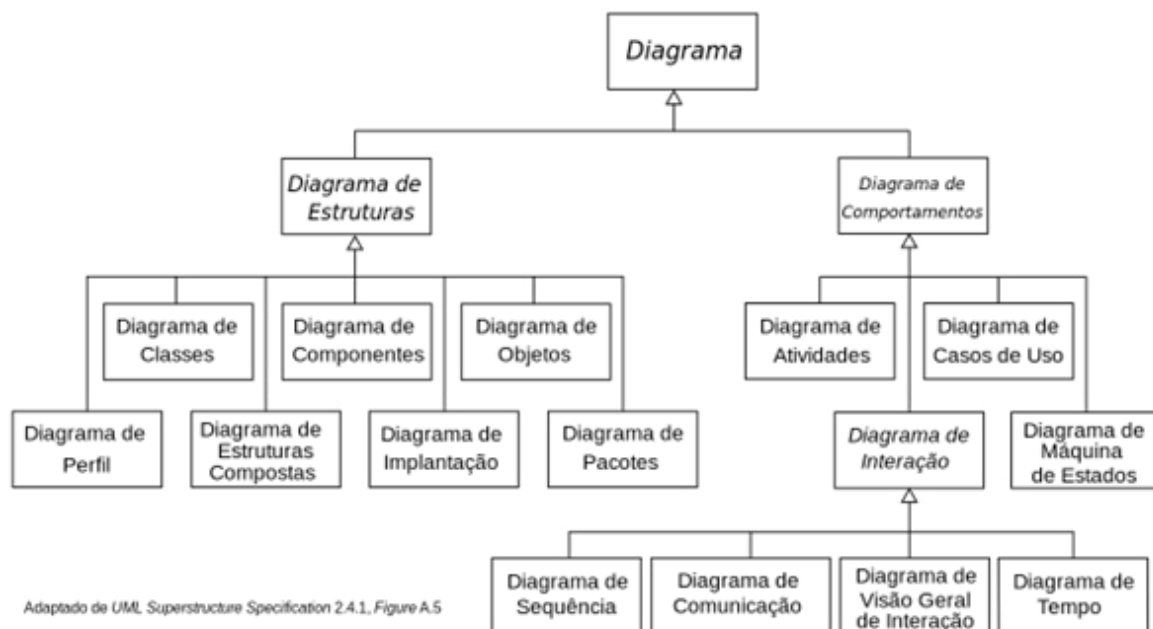 Diagrama
Diagrama de
Estruturas
Diagrama de
Comportamentos
Diagrama de
Classes
Diagrama de
Componentes
Diagrama de
Objetos
Diagrama de
Atividades
Diagrama de
Casos de Uso
Diagrama de
Perfil
Diagrama de
Estruturas
Compostas
Diagrama de
Implantação
Diagrama de
Pacotes
Diagrama de
Interação
Diagrama de
Máquina
de Estados
Diagrama de
Sequência
Diagrama de
Comunicação
Diagrama de
Visão Geral
de Interação
Diagrama de
Tempo
Adaptado de UML Superstructure Specification 2.4.1, Figure A.5